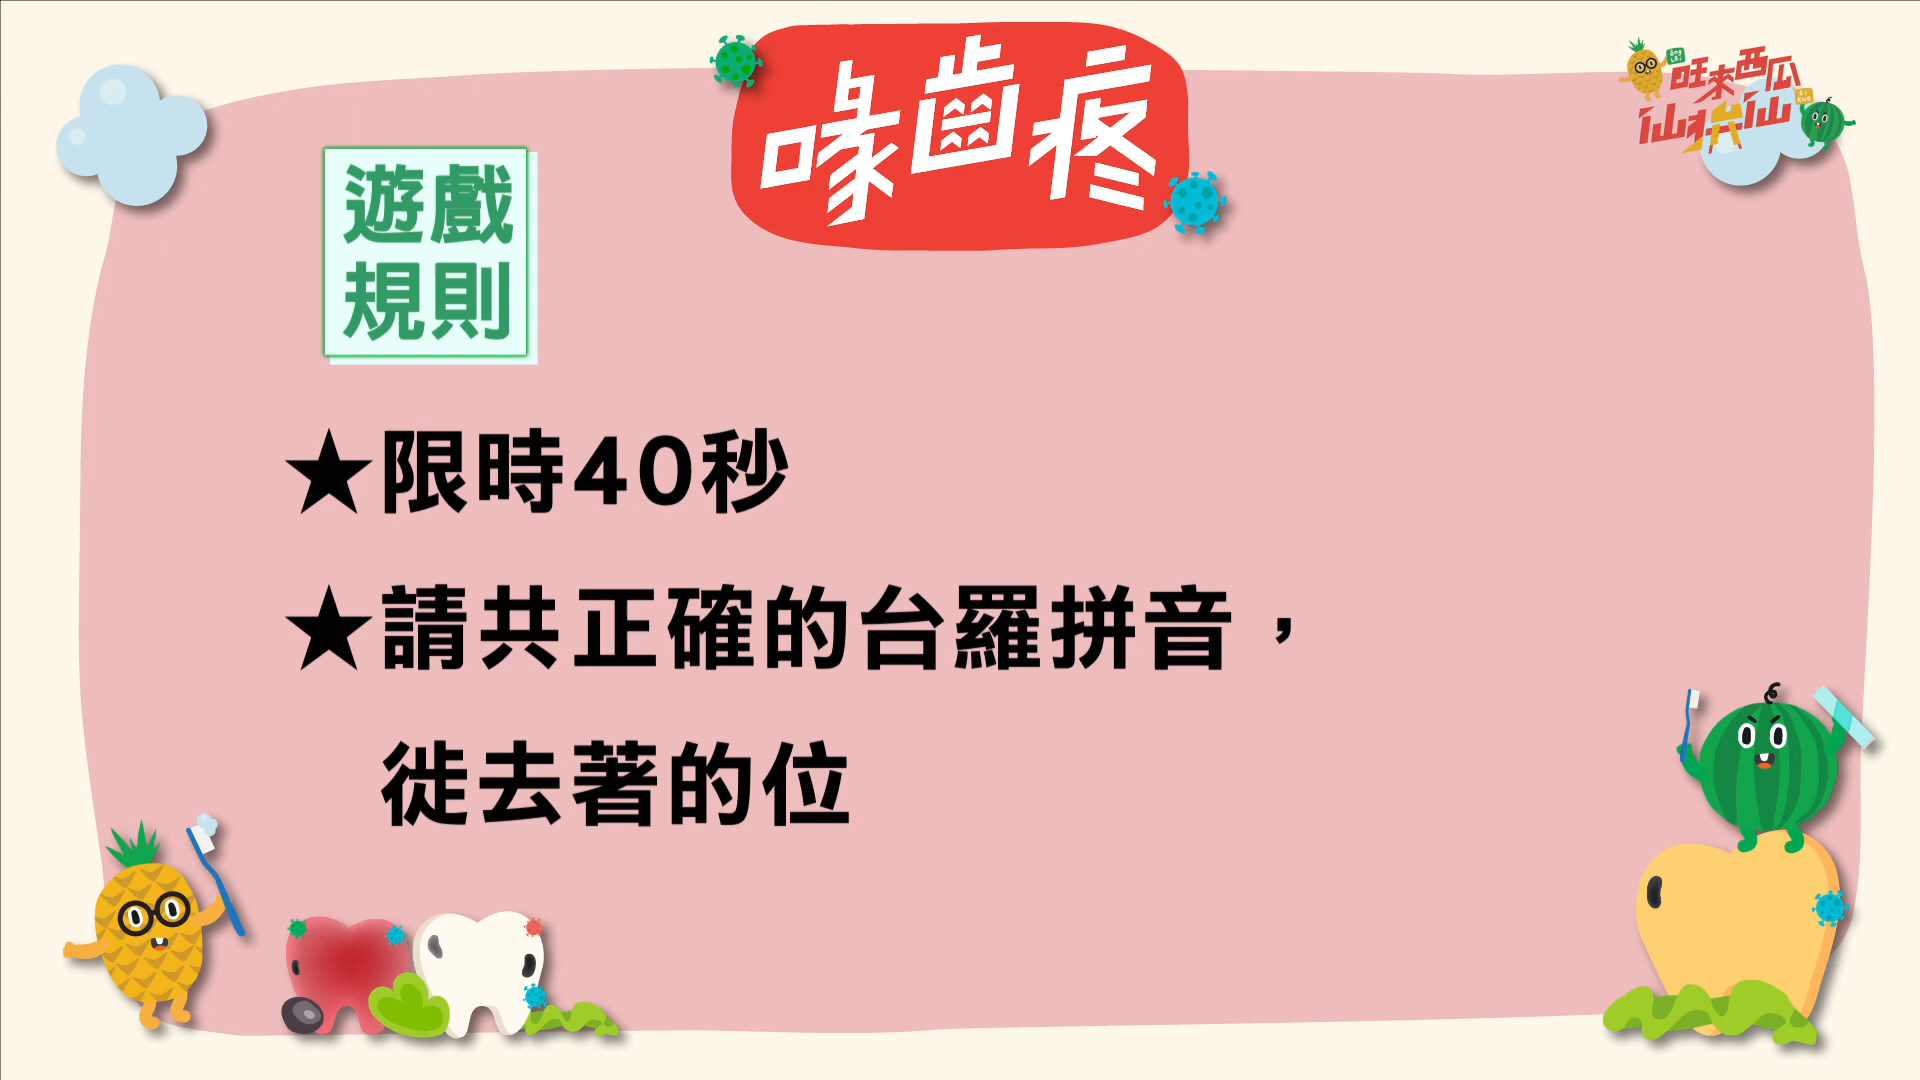 喙齒疼
旺來西瓜
仙拱仙
遊戲
規則
★限時40秒
★請共正確的台羅拼音，
徙去著的位